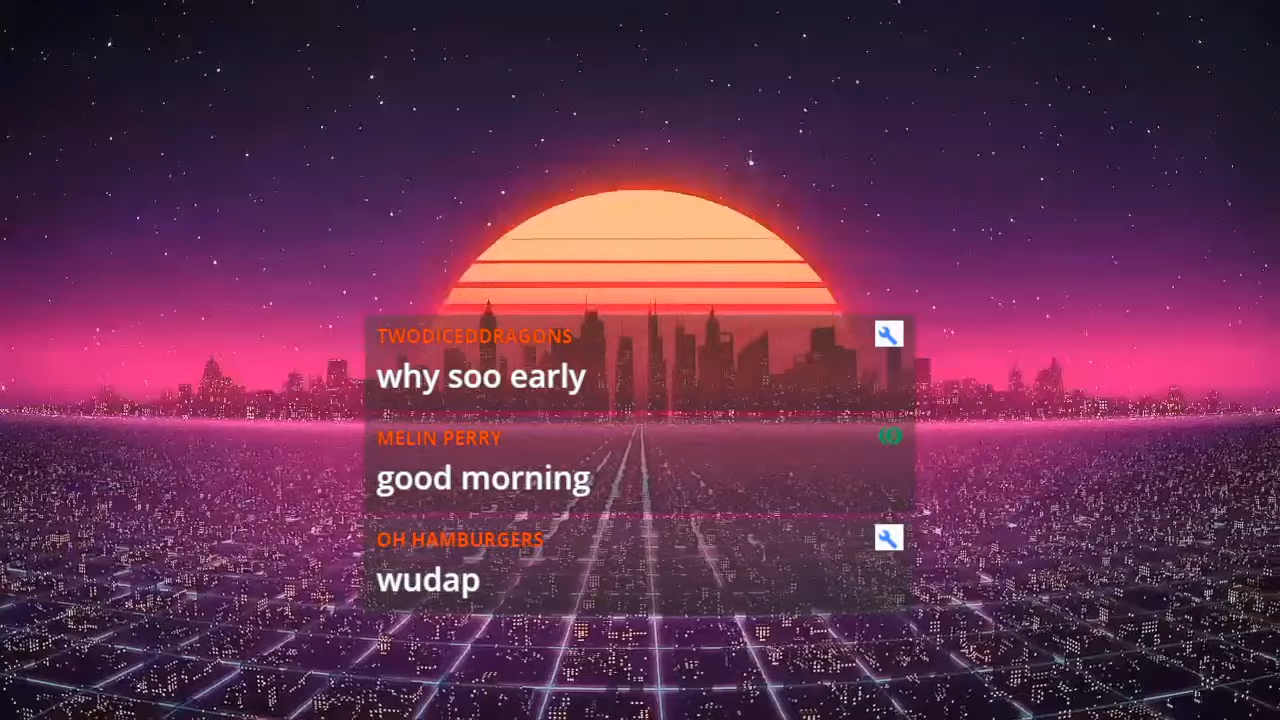 TWODICEDDRAGONS
why soo early
MELIN PERRY
good morning
OH HAMBURGERS
wudap